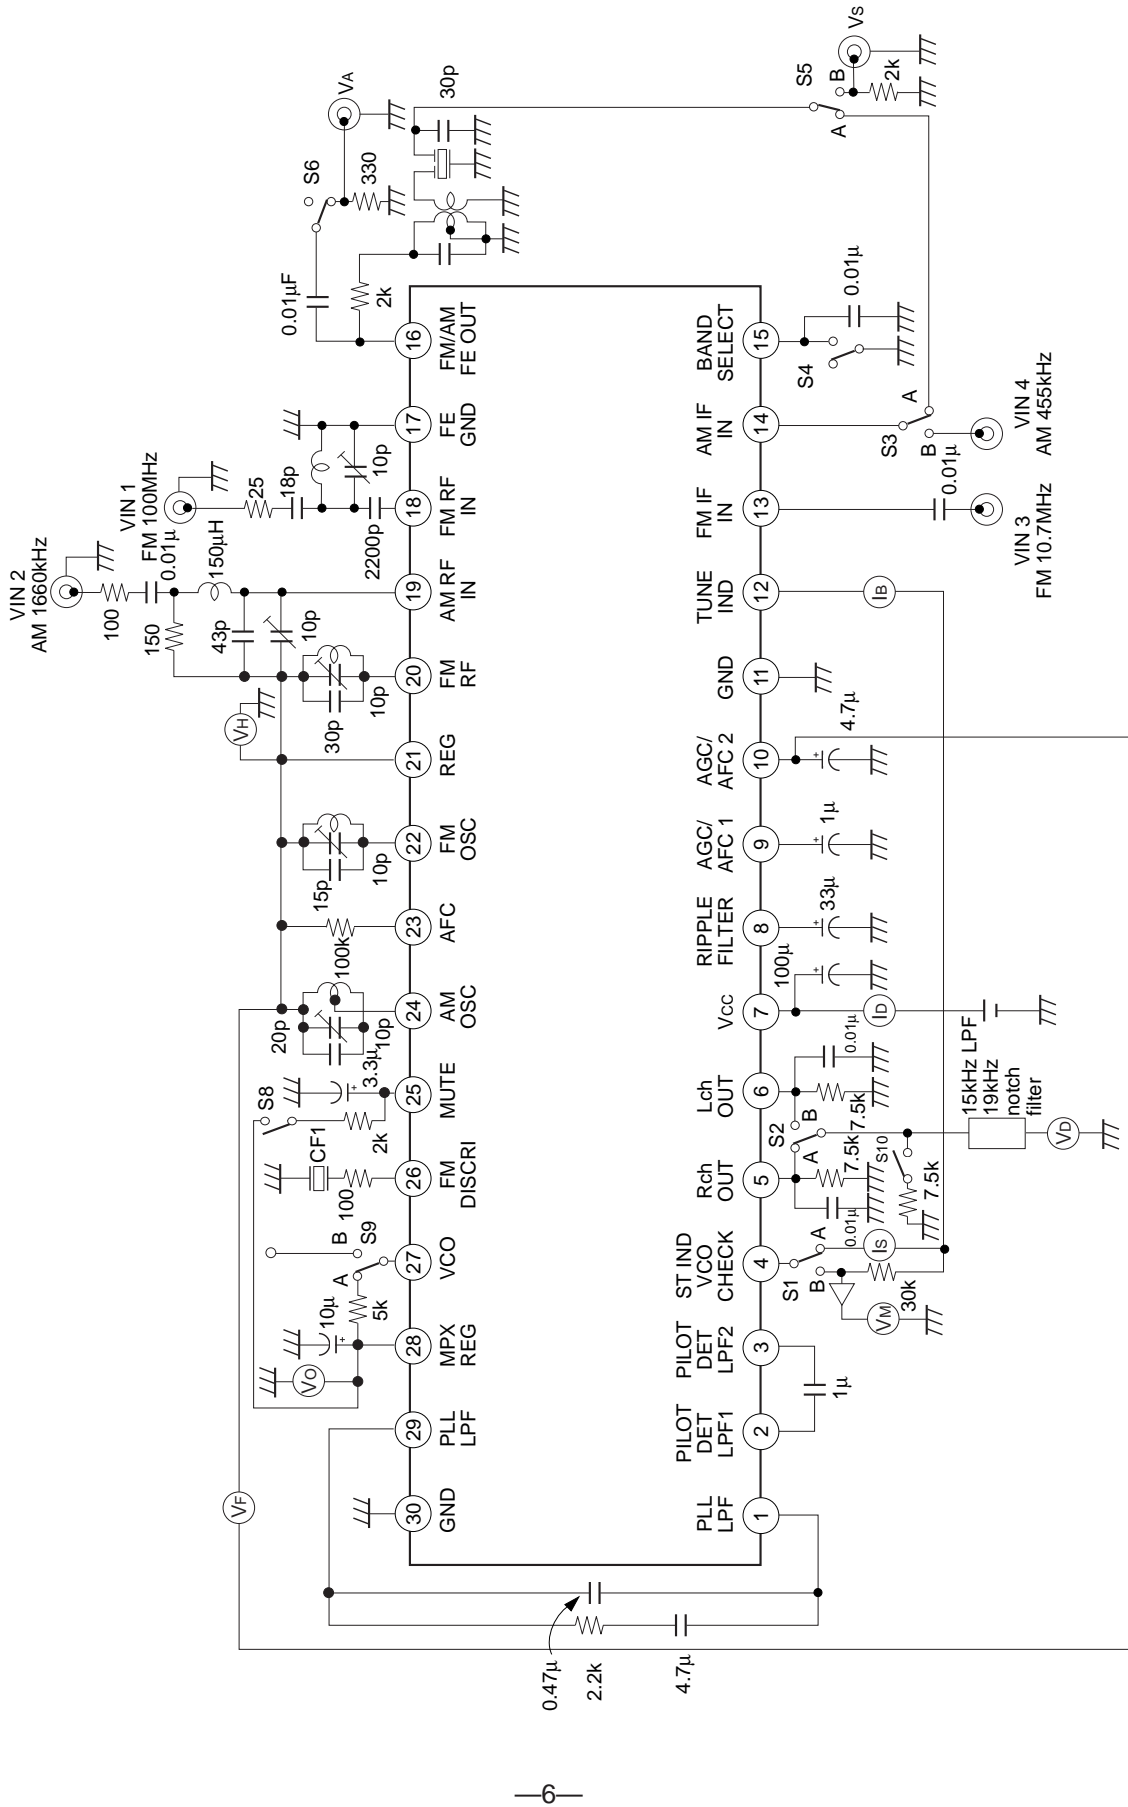 VIN 2
AM 1660kHz
VIN 1
FM 100MHz
100
0.01μ
150
150μH
43p
10p
25
18p
10p
2200p
0.01μF
S6
VA
330
2k
30p
S5
B
A
VS
2k
VH
30p
10p
15p
10p
100k
20p
10p
3.3μ
S8
2k
CF1
100
B
S9
A
5k
10μ
VO
VF
30
GND
29
PLL
LPF
28
MPX
REG
27
VCO
26
FM
DISCRI
25
MUTE
24
AM
OSC
23
AFC
22
FM
OSC
21
REG
20
FM
RF
19
AM RF
IN
18
FM RF
IN
17
FE
GND
16
FM/AM
FE OUT
PLL
LPF
1
PILOT
DET
LPF1
2
PILOT
DET
LPF2
3
ST IND
VCO
CHECK
4
Rch
OUT
5
Lch
OUT
6
VCC
7
RIPPLE
FILTER
8
AGC/
AFC 1
9
AGC/
AFC 2
10
GND
11
TUNE
IND
12
FM IF
IN
13
AM IF
IN
14
BAND
SELECT
15
0.47μ
2.2k
4.7μ
1μ
S1
A
B
IS
30k
VM
0.01μ
7.5k
S2
A
B
7.5k
0.01μ
S10
7.5k
15kHz LPF
19kHz
notch
filter
VD
ID
100μ
33μ
1μ
4.7μ
IB
0.01μ
VIN 3
FM 10.7MHz
S3
A
B
VIN 4
AM 455kHz
S4
0.01μ
—6—